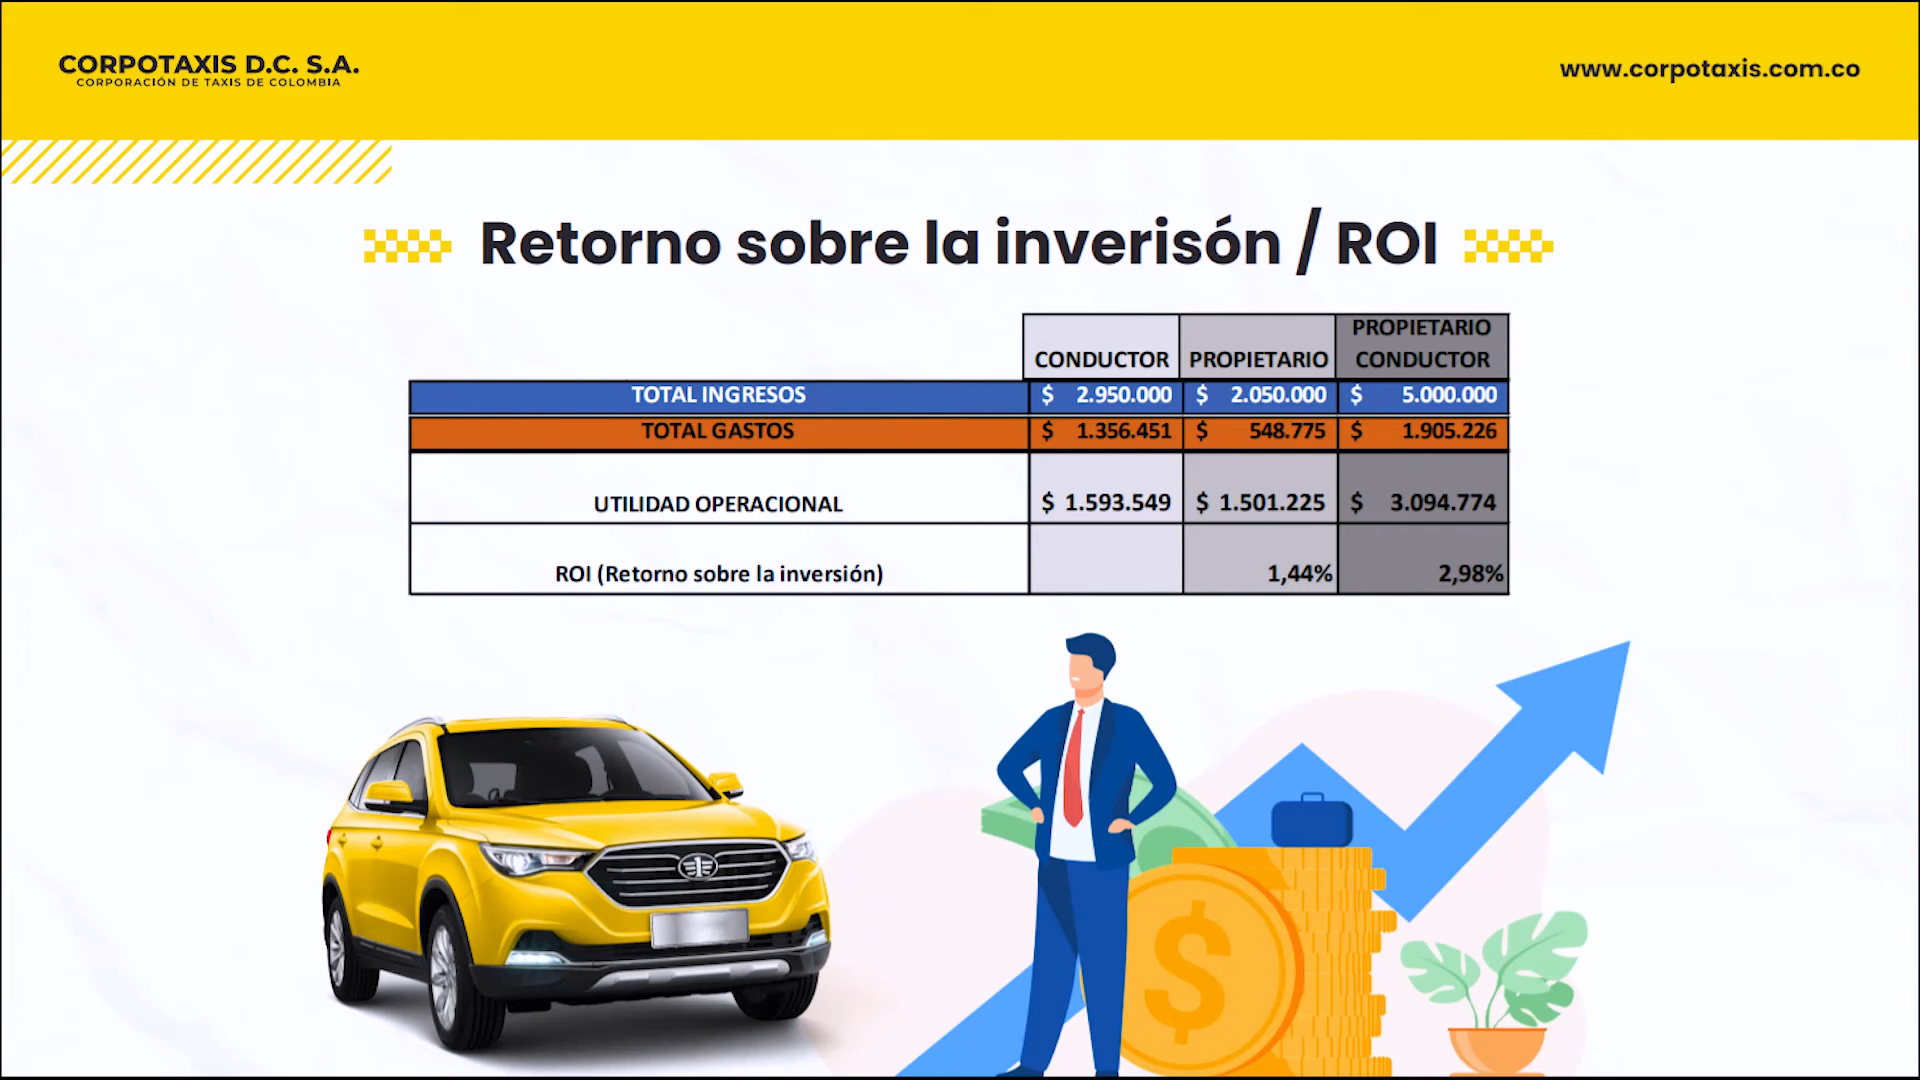 CORPOTAXIS D.C. S.A.
CORPORACIÓN DE TAXIS DE COLOMBIA
www.corpotaxis.com.co
Retorno sobre la inverisón / ROI
CONDUCTOR PROPIETARIO PROPIETARIO CONDUCTOR
TOTAL INGRESOS $ 2.950.000 $ 2.050.000 $ 5.000.000
TOTAL GASTOS $ 1.356.451 $ 548.775 $ 1.905.226
UTILIDAD OPERACIONAL $ 1.593.549 $ 1.501.225 $ 3.094.774
ROI (Retorno sobre la inversión) 1,44% 2,98%
$